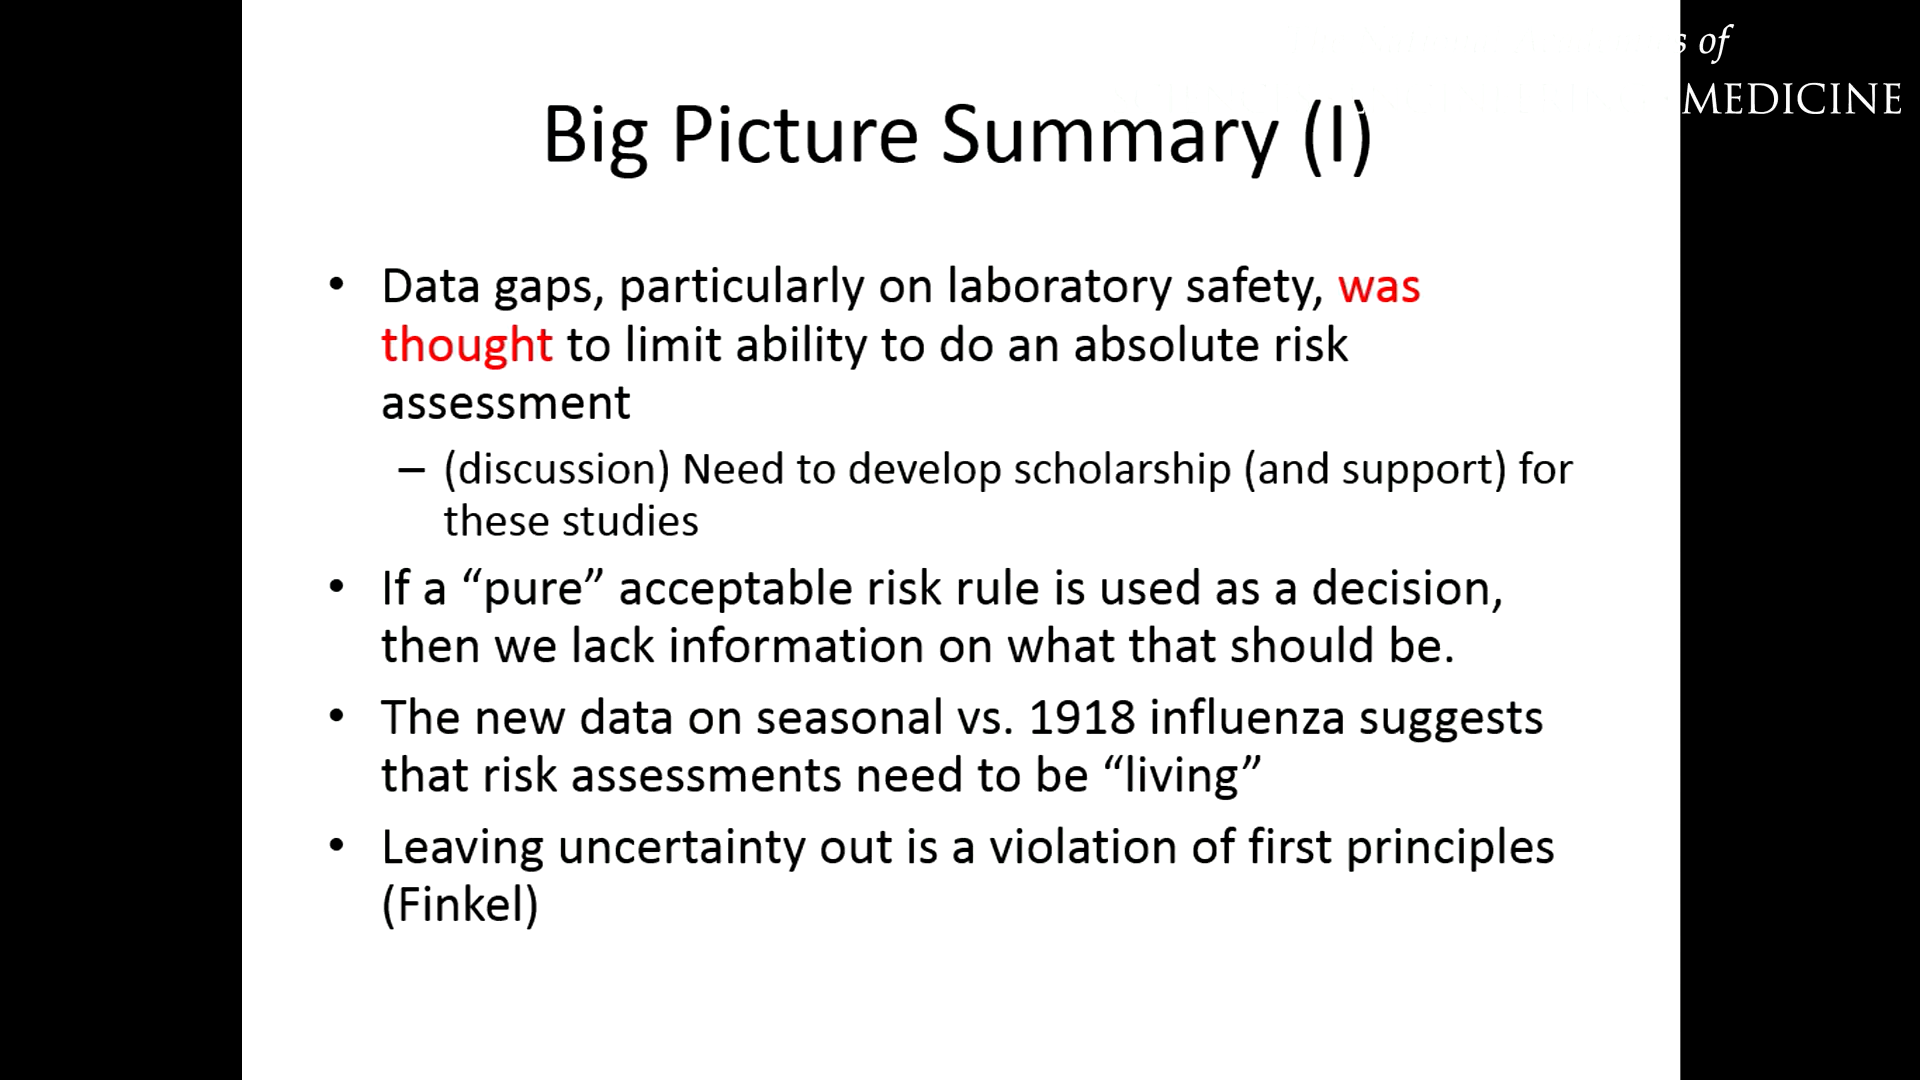 s of
MEDICINE
Big Picture Summary (I)
• Data gaps, particularly on laboratory safety, was
thought to limit ability to do an absolute risk
assessment
– (discussion) Need to develop scholarship (and support) for
these studies
• If a “pure” acceptable risk rule is used as a decision,
then we lack information on what that should be.
• The new data on seasonal vs. 1918 influenza suggests
that risk assessments need to be “living”
• Leaving uncertainty out is a violation of first principles
(Finkel)